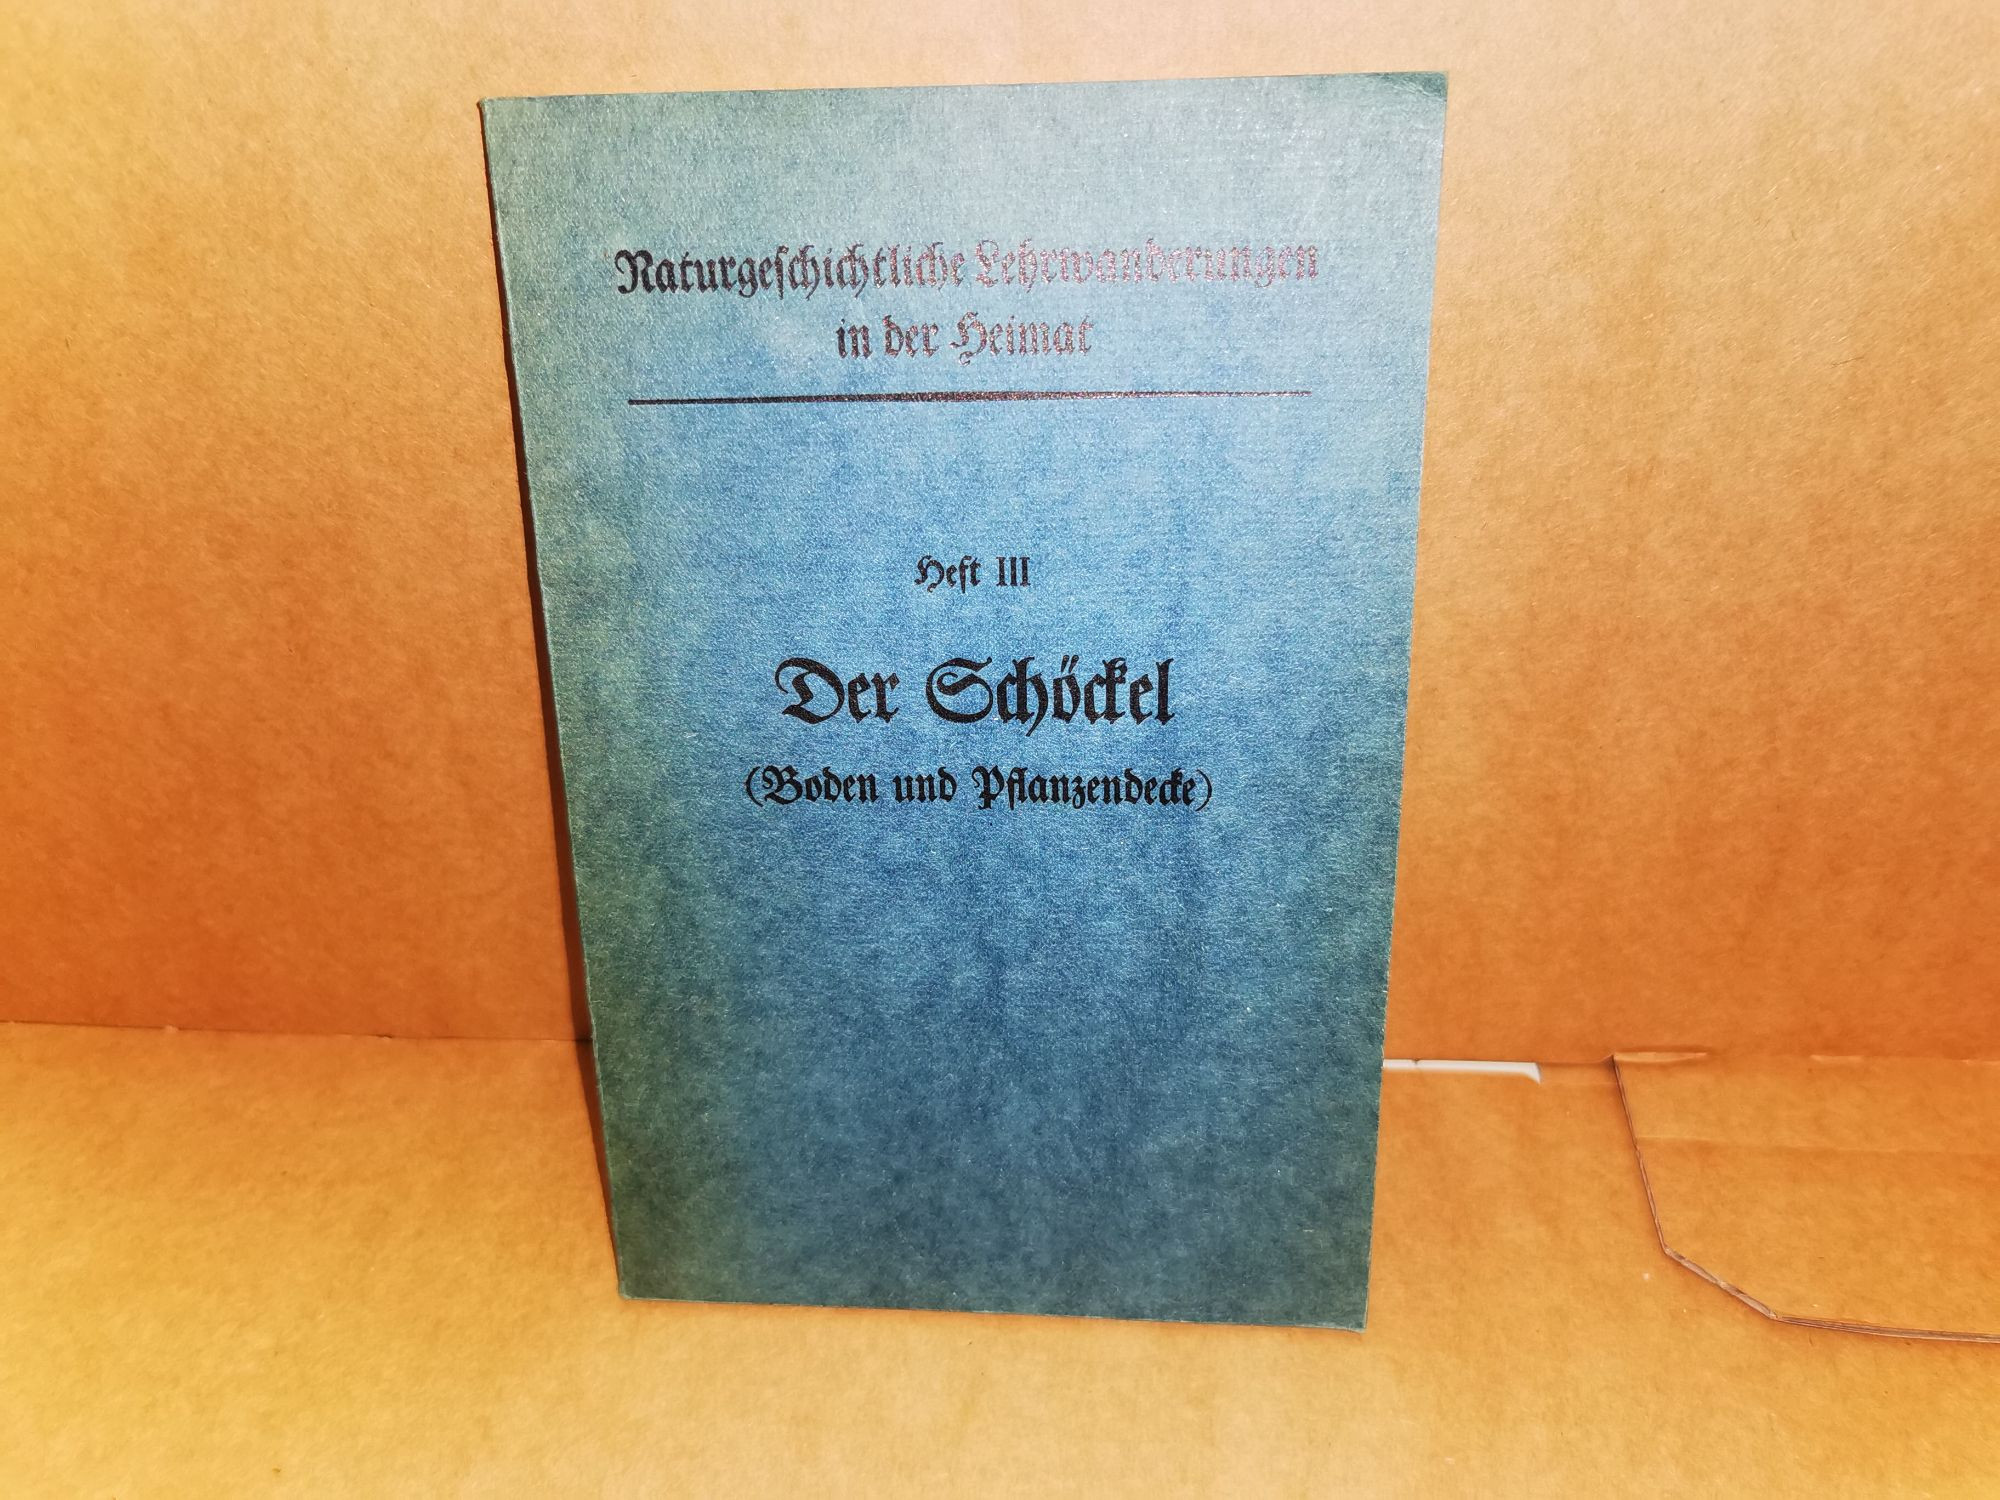 Naturgeschichtliche Lehrwanderungen
in der Heimat
Heft III
Der Schöckel
(Boden und Pflanzendecke)